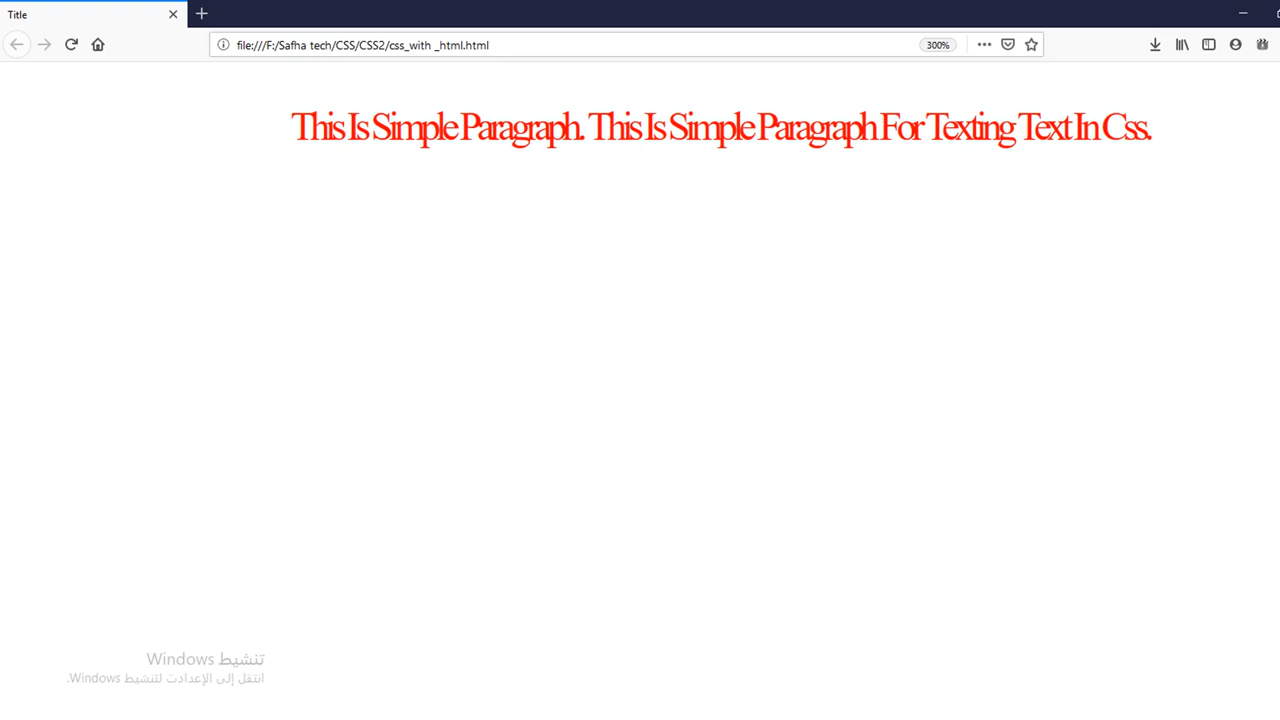 Title
file:///F:/Safha tech/CSS/CSS2/css_with _html.html
300%
This Is Simple Paragraph. This Is Simple Paragraph For Texting Text In Css.
تنشيط Windows
انتقل إلى الإعدادت لتنشيط Windows.